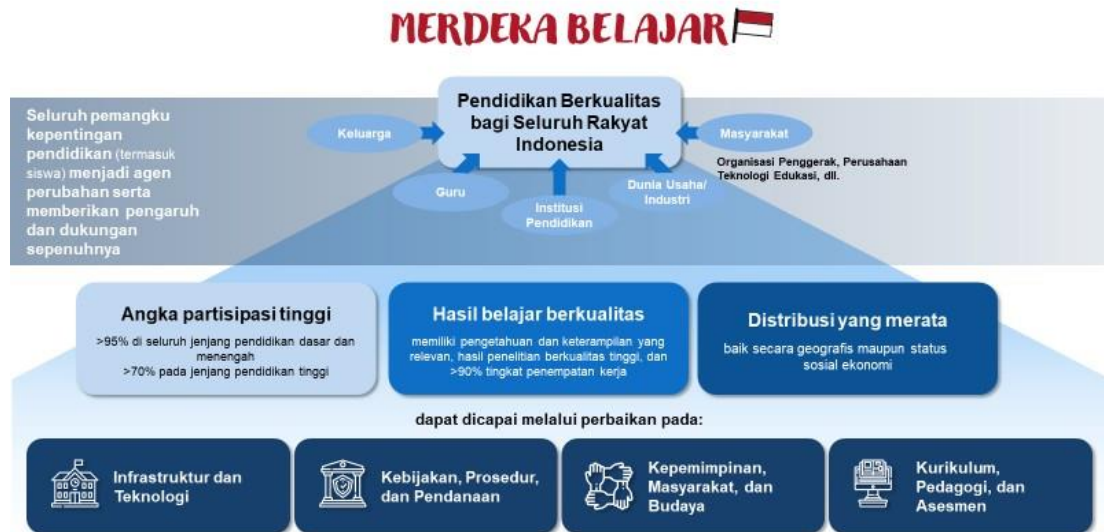 MERDEKA BELAJAR
Seluruh pemangku
kepentingan
pendidikan (termasuk
siswa) menjadi agen
perubahan serta
memberikan pengaruh
dan dukungan
sepenuhnya
Pendidikan Berkualitas
bagi Seluruh Rakyat
Indonesia
Keluarga
Guru
Institusi
Pendidikan
Dunia Usaha/
Industri
Masyarakat
Organisasi Penggerak, Perusahaan
Teknologi Edukasi, dll.
Angka partisipasi tinggi
>95% di seluruh jenjang pendidikan dasar dan
menengah
>70% pada jenjang pendidikan tinggi
Hasil belajar berkualitas
memiliki pengetahuan dan keterampilan yang
relevan, hasil penelitian berkualitas tinggi, dan
>90% tingkat penempatan kerja
Distribusi yang merata
baik secara geografis maupun status
sosial ekonomi
dapat dicapai melalui perbaikan pada:
Infrastruktur dan
Teknologi
Kebijakan, Prosedur,
dan Pendanaan
Kepemimpinan,
Masyarakat, dan
Budaya
Kurikulum,
Pedagogi, dan
Asesmen